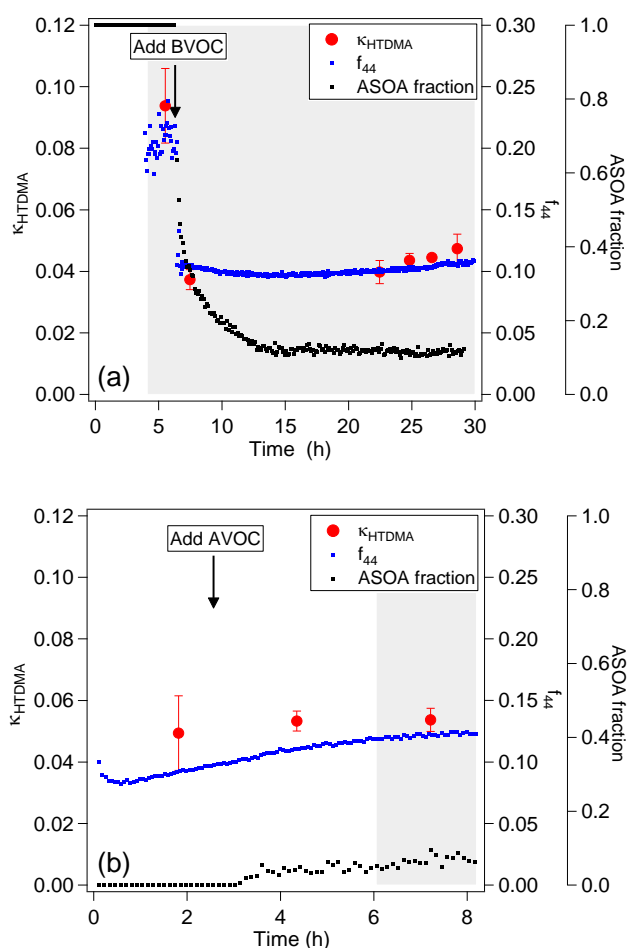 0.12
0.10
0.08
0.06
0.04
0.02
0.00
κHTDMA
Add BVOC
κHTDMA
f44
ASOA fraction
(a)
0.30
0.25
0.20
0.15
0.10
0.05
0.00
f44
1.0
0.8
0.6
0.4
0.2
0.0
ASOA fraction
0 5 10 15 20 25 30
Time (h)
0.12
0.10
0.08
0.06
0.04
0.02
0.00
κHTDMA
Add AVOC
κHTDMA
f44
ASOA fraction
(b)
0.30
0.25
0.20
0.15
0.10
0.05
0.00
f44
1.0
0.8
0.6
0.4
0.2
0.0
ASOA fraction
0 2 4 6 8
Time (h)